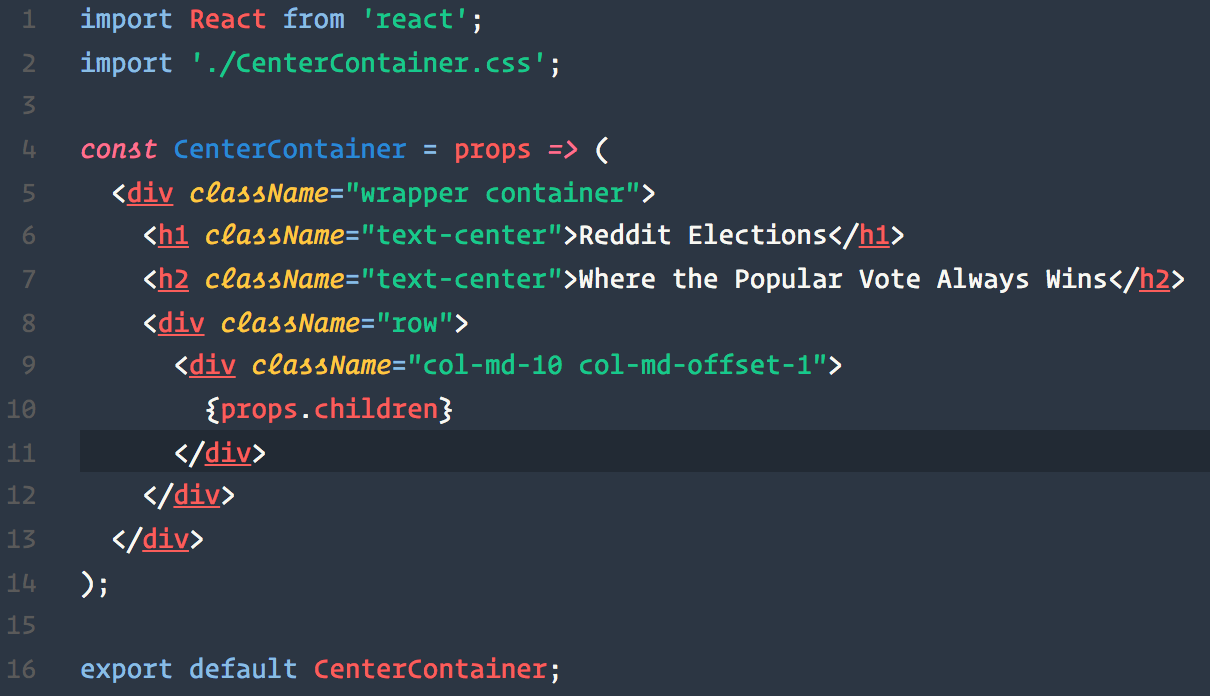 1 import React from 'react';
2 import './CenterContainer.css';
3
4 const CenterContainer = props => (
5   <div className="wrapper container">
6     <h1 className="text-center">Reddit Elections</h1>
7     <h2 className="text-center">Where the Popular Vote Always Wins</h2>
8     <div className="row">
9       <div className="col-md-10 col-md-offset-1">
10         {props.children}
11       </div>
12     </div>
13   </div>
14 );
15
16 export default CenterContainer;